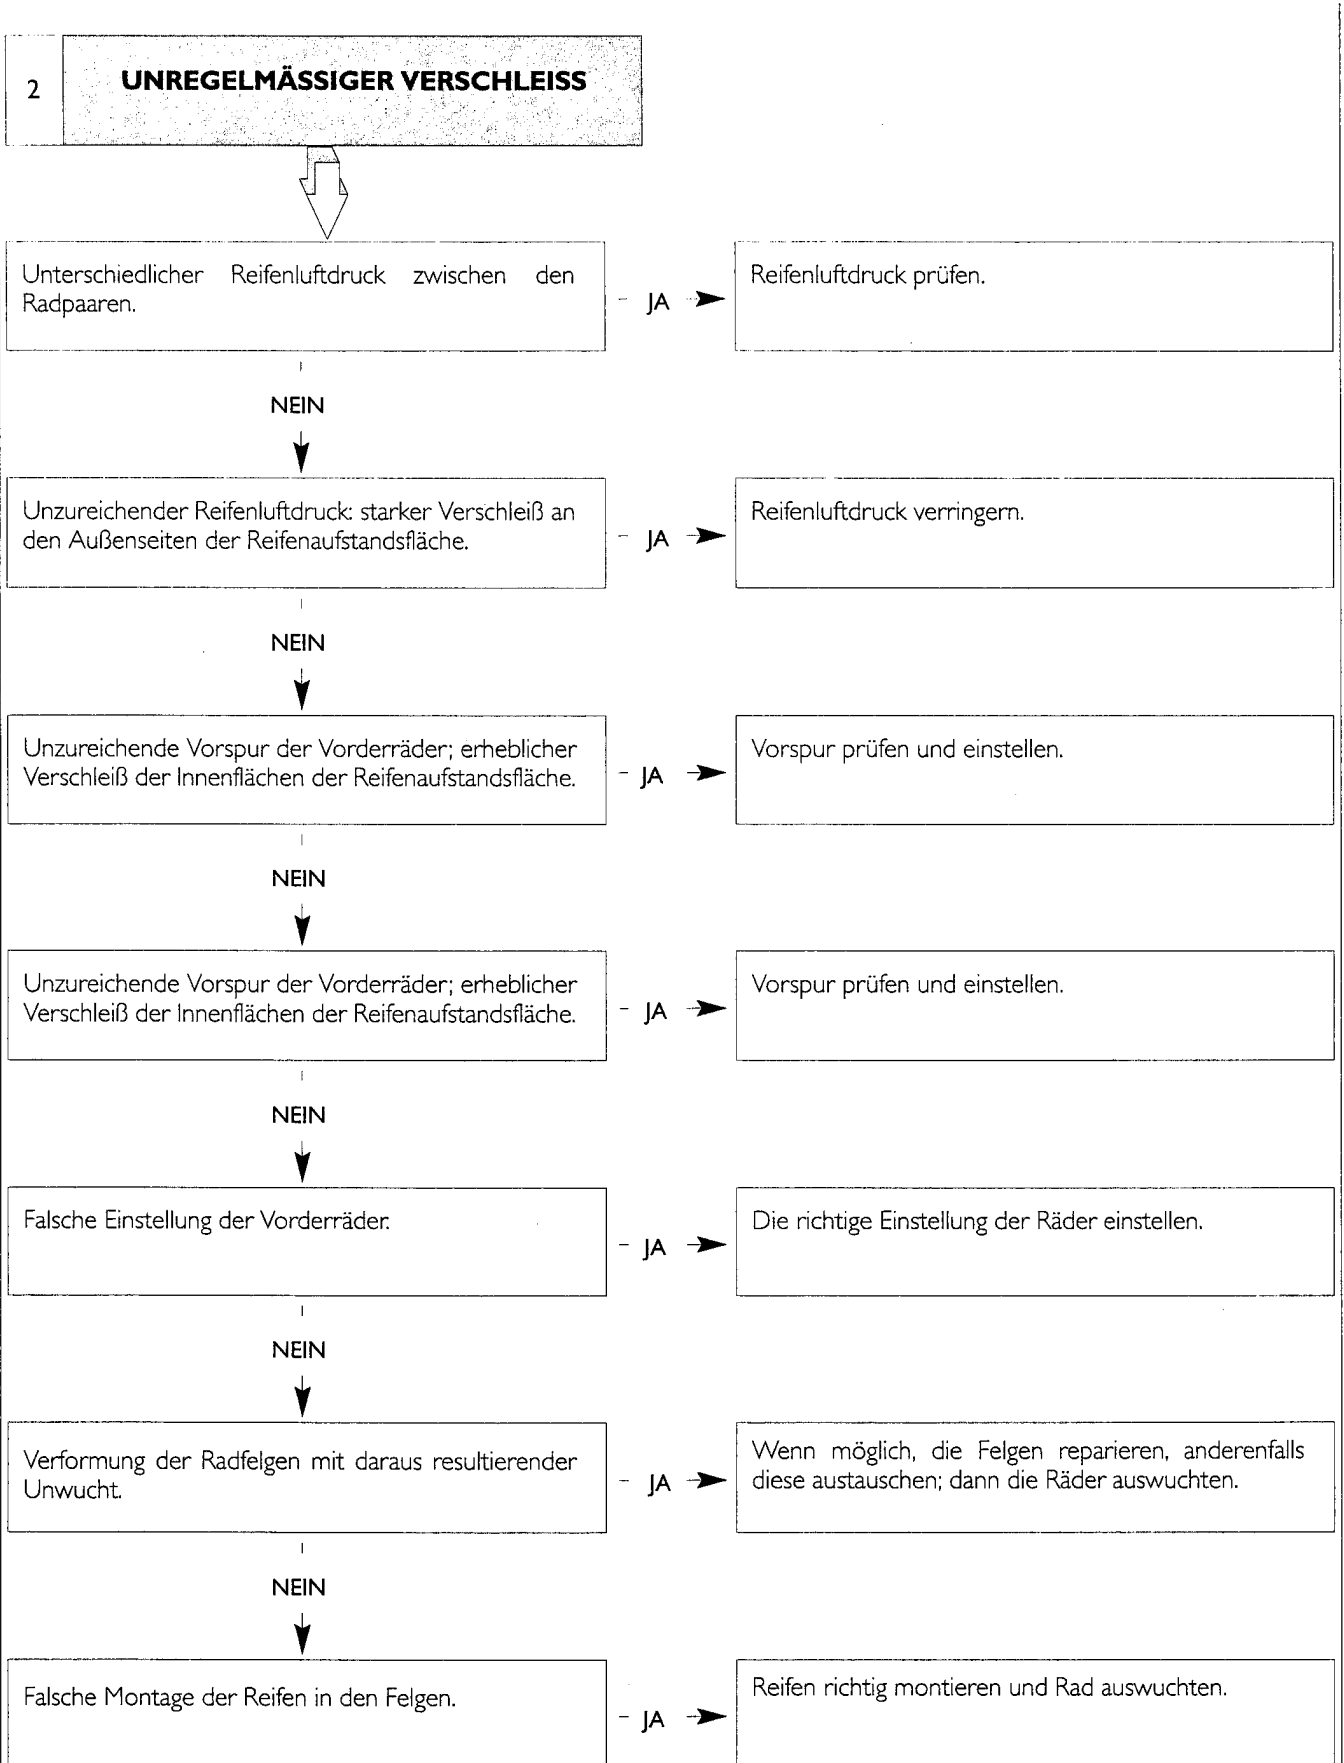 2
UNREGELMÄSSIGER VERSCHLEISS
Unterschiedlicher Reifenluftdruck zwischen den
Radpaaren.
JA
Reifenluftdruck prüfen.
NEIN
Unzureichender Reifenluftdruck: starker Verschleiß an
den Außenseiten der Reifenaufstandsfläche.
JA
Reifenluftdruck verringern.
NEIN
Unzureichende Vorspur der Vorderräder; erheblicher
Verschleiß der Innenflächen der Reifenaufstandsfläche.
JA
Vorspur prüfen und einstellen.
NEIN
Unzureichende Vorspur der Vorderräder; erheblicher
Verschleiß der Innenflächen der Reifenaufstandsfläche.
JA
Vorspur prüfen und einstellen.
NEIN
Falsche Einstellung der Vorderräder.
JA
Die richtige Einstellung der Räder einstellen.
NEIN
Verformung der Radfelgen mit daraus resultierender
Unwucht.
JA
Wenn möglich, die Felgen reparieren, anderenfalls
diese austauschen; dann die Räder auswuchten.
NEIN
Falsche Montage der Reifen in den Felgen.
JA
Reifen richtig montieren und Rad auswuchten.